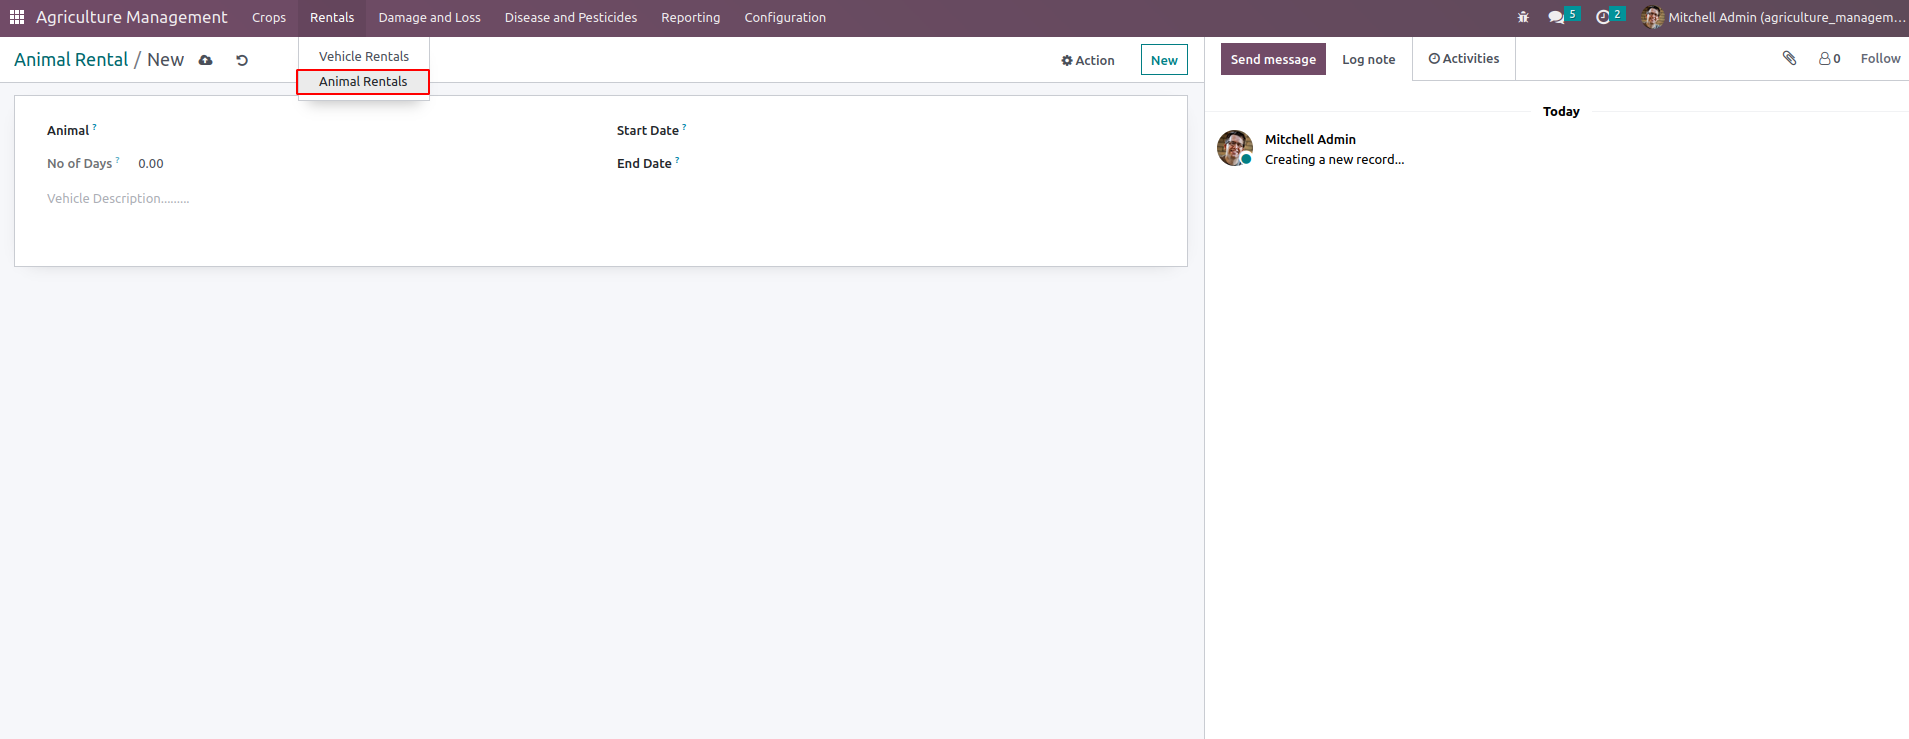 Agriculture Management Crops Rentals Damage and Loss Disease and Pesticides Reporting Configuration 5 2 Mitchell Admin (agriculture_managem...
Animal Rental / New
Vehicle Rentals
Animal Rentals
Action New
Animal ? Start Date ?
No of Days ? 0.00 End Date ?
Vehicle Description.........
Send message Log note Activities 0 Follow
Today
Mitchell Admin
Creating a new record...